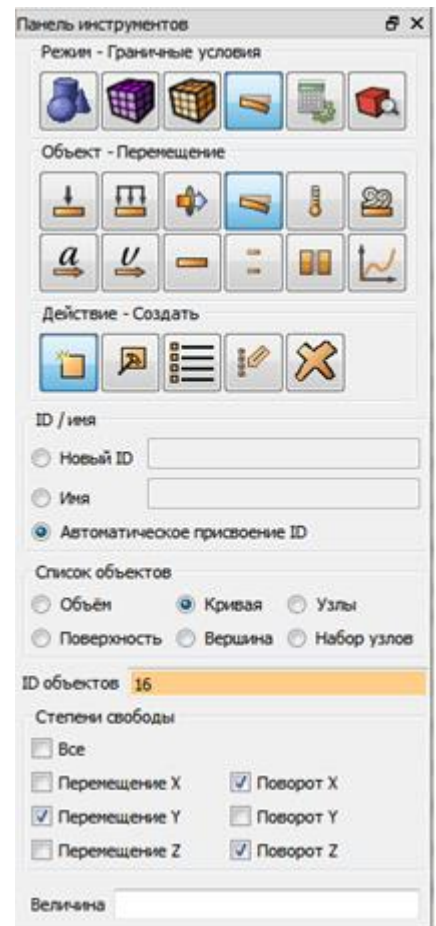 Панель инструментов
Режим - Граничные условия
Объект - Перемещение
a v
Действие - Создать
ID / имя
Новый ID
Имя
Автоматическое присвоение ID
Список объектов
Объём Кривая Узлы
Поверхность Вершина Набор узлов
ID объектов 16
Степени свободы
Все
Перемещение X Поворот X
Перемещение Y Поворот Y
Перемещение Z Поворот Z
Величина